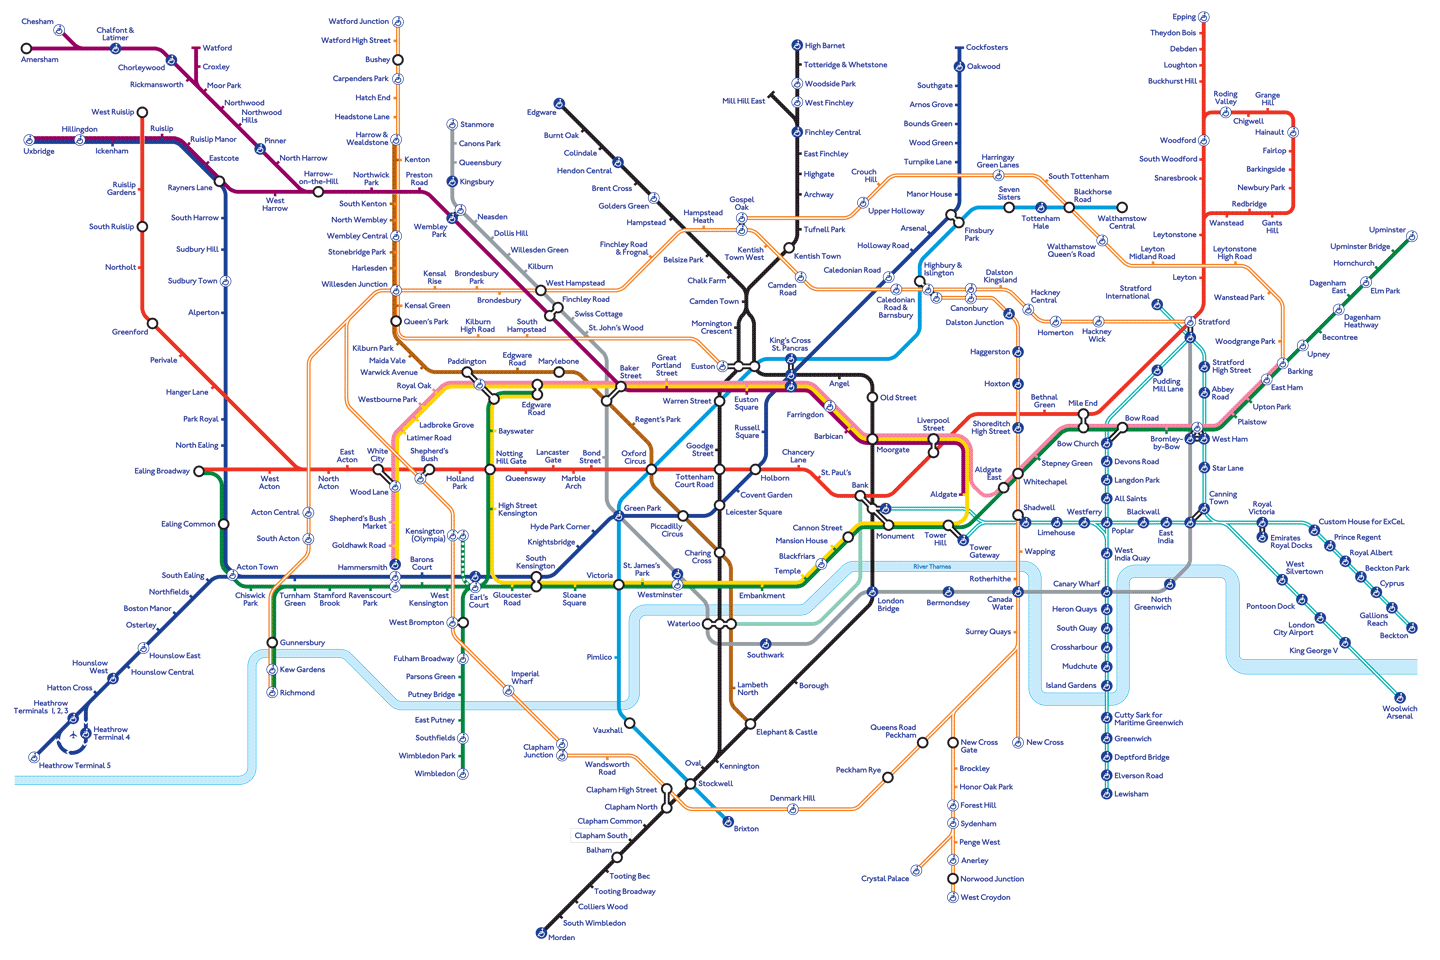 Chesham
Chalfont &
Latimer
Amersham
Chorleywood
Rickmansworth
Watford
Croxley
Moor Park
Northwood
Northwood
Hills
Pinner
North Harrow
Harrow-
on-the-Hill
Northwick
Park
Preston
Road
Wembley
Park
West Ruislip
Hillingdon
Uxbridge
Ickenham
Ruislip
Ruislip Manor
Eastcote
Rayners Lane
West
Harrow
Ruislip
Gardens
South Ruislip
Northolt
Greenford
Perivale
Hanger Lane
South Harrow
Sudbury Hill
Sudbury Town
Alperton
Park Royal
North Ealing
Ealing Broadway
Ealing Common
West
Acton
North
Acton
East
Acton
White
City
Wood Lane
Shepherd's
Bush
Holland
Park
Watford Junction
Watford High Street
Bushey
Carpenders Park
Hatch End
Headstone Lane
Harrow &
Wealdstone
Kenton
South Kenton
North Wembley
Wembley Central
Stonebridge Park
Harlesden
Willesden Junction
Kensal Green
Queen's Park
Kilburn Park
Maida Vale
Warwick Avenue
Royal Oak
Westbourne Park
Ladbroke Grove
Latimer Road
Shepherd's Bush
Market
Goldhawk Road
Hammersmith
Kensal
Rise
Brondesbury
Park
Brondesbury
Kilburn
High Road
South
Hampstead
Stanmore
Canons Park
Queensbury
Kingsbury
Neasden
Dollis Hill
Willesden Green
Kilburn
West Hampstead
Finchley Road
Swiss Cottage
St. John's Wood
Finchley Road
& Frognal
Edgware
Burnt Oak
Colindale
Hendon Central
Brent Cross
Golders Green
Hampstead
Belsize Park
Chalk Farm
Camden Town
Mornington
Crescent
Euston
Hampstead
Heath
Gospel
Oak
Kentish
Town West
Camden
Road
High Barnet
Totteridge & Whetstone
Woodside Park
Mill Hill East
West Finchley
Finchley Central
East Finchley
Highgate
Archway
Tufnell Park
Kentish Town
Crouch
Hill
Upper Holloway
Harringay
Green Lanes
Cockfosters
Oakwood
Southgate
Arnos Grove
Bounds Green
Wood Green
Turnpike Lane
Manor House
Arsenal
Finsbury
Park
Holloway Road
Caledonian Road
Caledonian
Road &
Barnsbury
Highbury &
Islington
Canonbury
Dalston
Kingsland
Dalston Junction
Hackney
Central
Homerton
Hackney
Wick
Haggerston
Hoxton
Shoreditch
High Street
Seven
Sisters
Tottenham
Hale
South Tottenham
Blackhorse
Road
Walthamstow
Central
Walthamstow
Queen's Road
Leyton
Midland Road
Leytonstone
High Road
Wanstead Park
Woodgrange Park
Epping
Theydon Bois
Debden
Loughton
Buckhurst Hill
Roding
Valley
Chigwell
Grange
Hill
Hainault
Fairlop
Barkingside
Newbury Park
Gants
Hill
Redbridge
Wanstead
Woodford
South Woodford
Snaresbrook
Leytonstone
Leyton
Stratford
Stratford
International
Stratford
High Street
Abbey
Road
Pudding
Mill Lane
Upminster
Upminster Bridge
Hornchurch
Elm Park
Dagenham
East
Dagenham
Heathway
Becontree
Upney
Barking
East Ham
Upton Park
Plaistow
West Ham
Bromley-
by-Bow
Bow Road
Bow Church
Mile End
Bethnal
Green
Stepney Green
Whitechapel
Devons Road
Langdon Park
All Saints
Star Lane
Canning
Town
Paddington
Edgware
Road
Marylebone
Edgware
Road
Baker
Street
Great
Portland
Street
Euston
Square
King's Cross
St. Pancras
Angel
Old Street
Farringdon
Barbican
Moorgate
Liverpool
Street
Aldgate
East
Aldgate
Bayswater
Notting
Hill Gate
Queensway
Lancaster
Gate
Marble
Arch
Bond
Street
Oxford
Circus
Regent's Park
Warren Street
Goodge
Street
Russell
Square
Tottenham
Court Road
Holborn
Chancery
Lane
St. Paul's
Bank
Covent Garden
Leicester Square
Piccadilly
Circus
Green Park
Hyde Park Corner
Knightsbridge
High Street
Kensington
South
Kensington
Gloucester
Road
Sloane
Square
Victoria
St. James's
Park
Westminster
Embankment
Charing
Cross
Temple
Blackfriars
Mansion House
Cannon Street
Monument
Tower
Hill
Tower
Gateway
Shadwell
Limehouse
Westferry
Poplar
Blackwall
East
India
Royal
Victoria
Emirates
Royal Docks
Custom House for ExCeL
Prince Regent
Royal Albert
Beckton Park
Cyprus
Gallions
Reach
Beckton
West
Silvertown
Pontoon Dock
London
City Airport
King George V
Woolwich
Arsenal
West
India Quay
Canary Wharf
Heron Quays
South Quay
Crossharbour
Mudchute
Island Gardens
Cutty Sark for
Maritime Greenwich
Greenwich
Deptford Bridge
Elverson Road
Lewisham
North
Greenwich
River Thames
Wapping
Rotherhithe
Canada
Water
Bermondsey
London
Bridge
Southwark
Waterloo
Surrey Quays
Acton Central
South Acton
Kensington
(Olympia)
South Ealing
Acton Town
Northfields
Boston Manor
Osterley
Hounslow East
Hounslow
West
Hounslow Central
Hatton Cross
Heathrow
Terminals 1, 2, 3
Heathrow
Terminal 4
Heathrow Terminal 5
Chiswick
Park
Turnham
Green
Stamford
Brook
Ravenscourt
Park
Barons
Court
West
Kensington
Earl's
Court
Gunnersbury
Kew Gardens
Richmond
West Brompton
Fulham Broadway
Parsons Green
Putney Bridge
East Putney
Southfields
Wimbledon Park
Wimbledon
Imperial
Wharf
Clapham
Junction
Wandsworth
Road
Pimlico
Vauxhall
Lambeth
North
Borough
Elephant & Castle
Kennington
Oval
Stockwell
Brixton
Clapham High Street
Clapham North
Clapham Common
Clapham South
Balham
Tooting Bec
Tooting Broadway
Colliers Wood
South Wimbledon
Morden
Denmark Hill
Peckham Rye
Queens Road
Peckham
New Cross
Gate
New Cross
Brockley
Honor Oak Park
Forest Hill
Sydenham
Penge West
Crystal Palace
Anerley
Norwood Junction
West Croydon